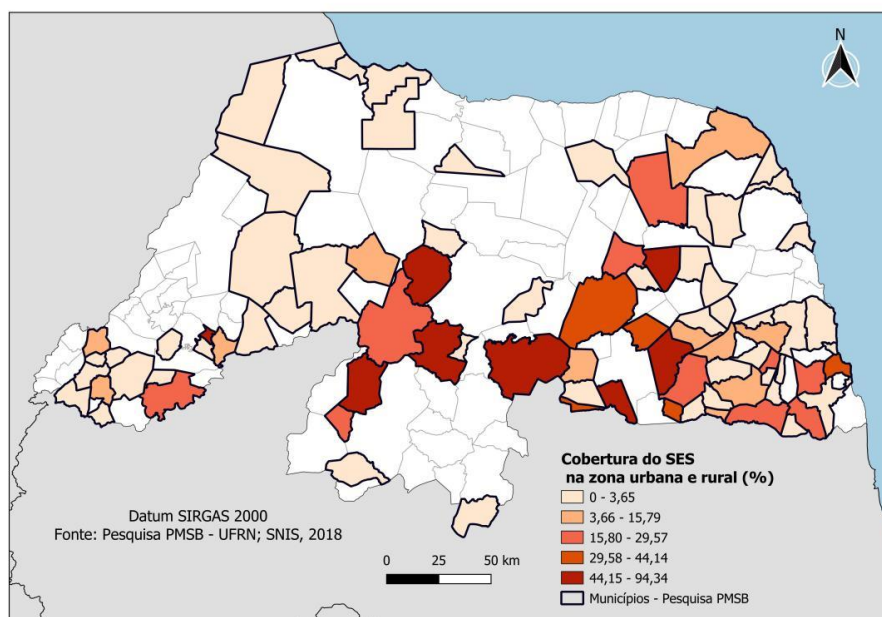 N
Cobertura do SES
na zona urbana e rural (%)
0 - 3,65
3,66 - 15,79
15,80 - 29,57
29,58 - 44,14
44,15 - 94,34
Municípios - Pesquisa PMSB
Datum SIRGAS 2000
Fonte: Pesquisa PMSB - UFRN; SNIS, 2018
0 25 50 km